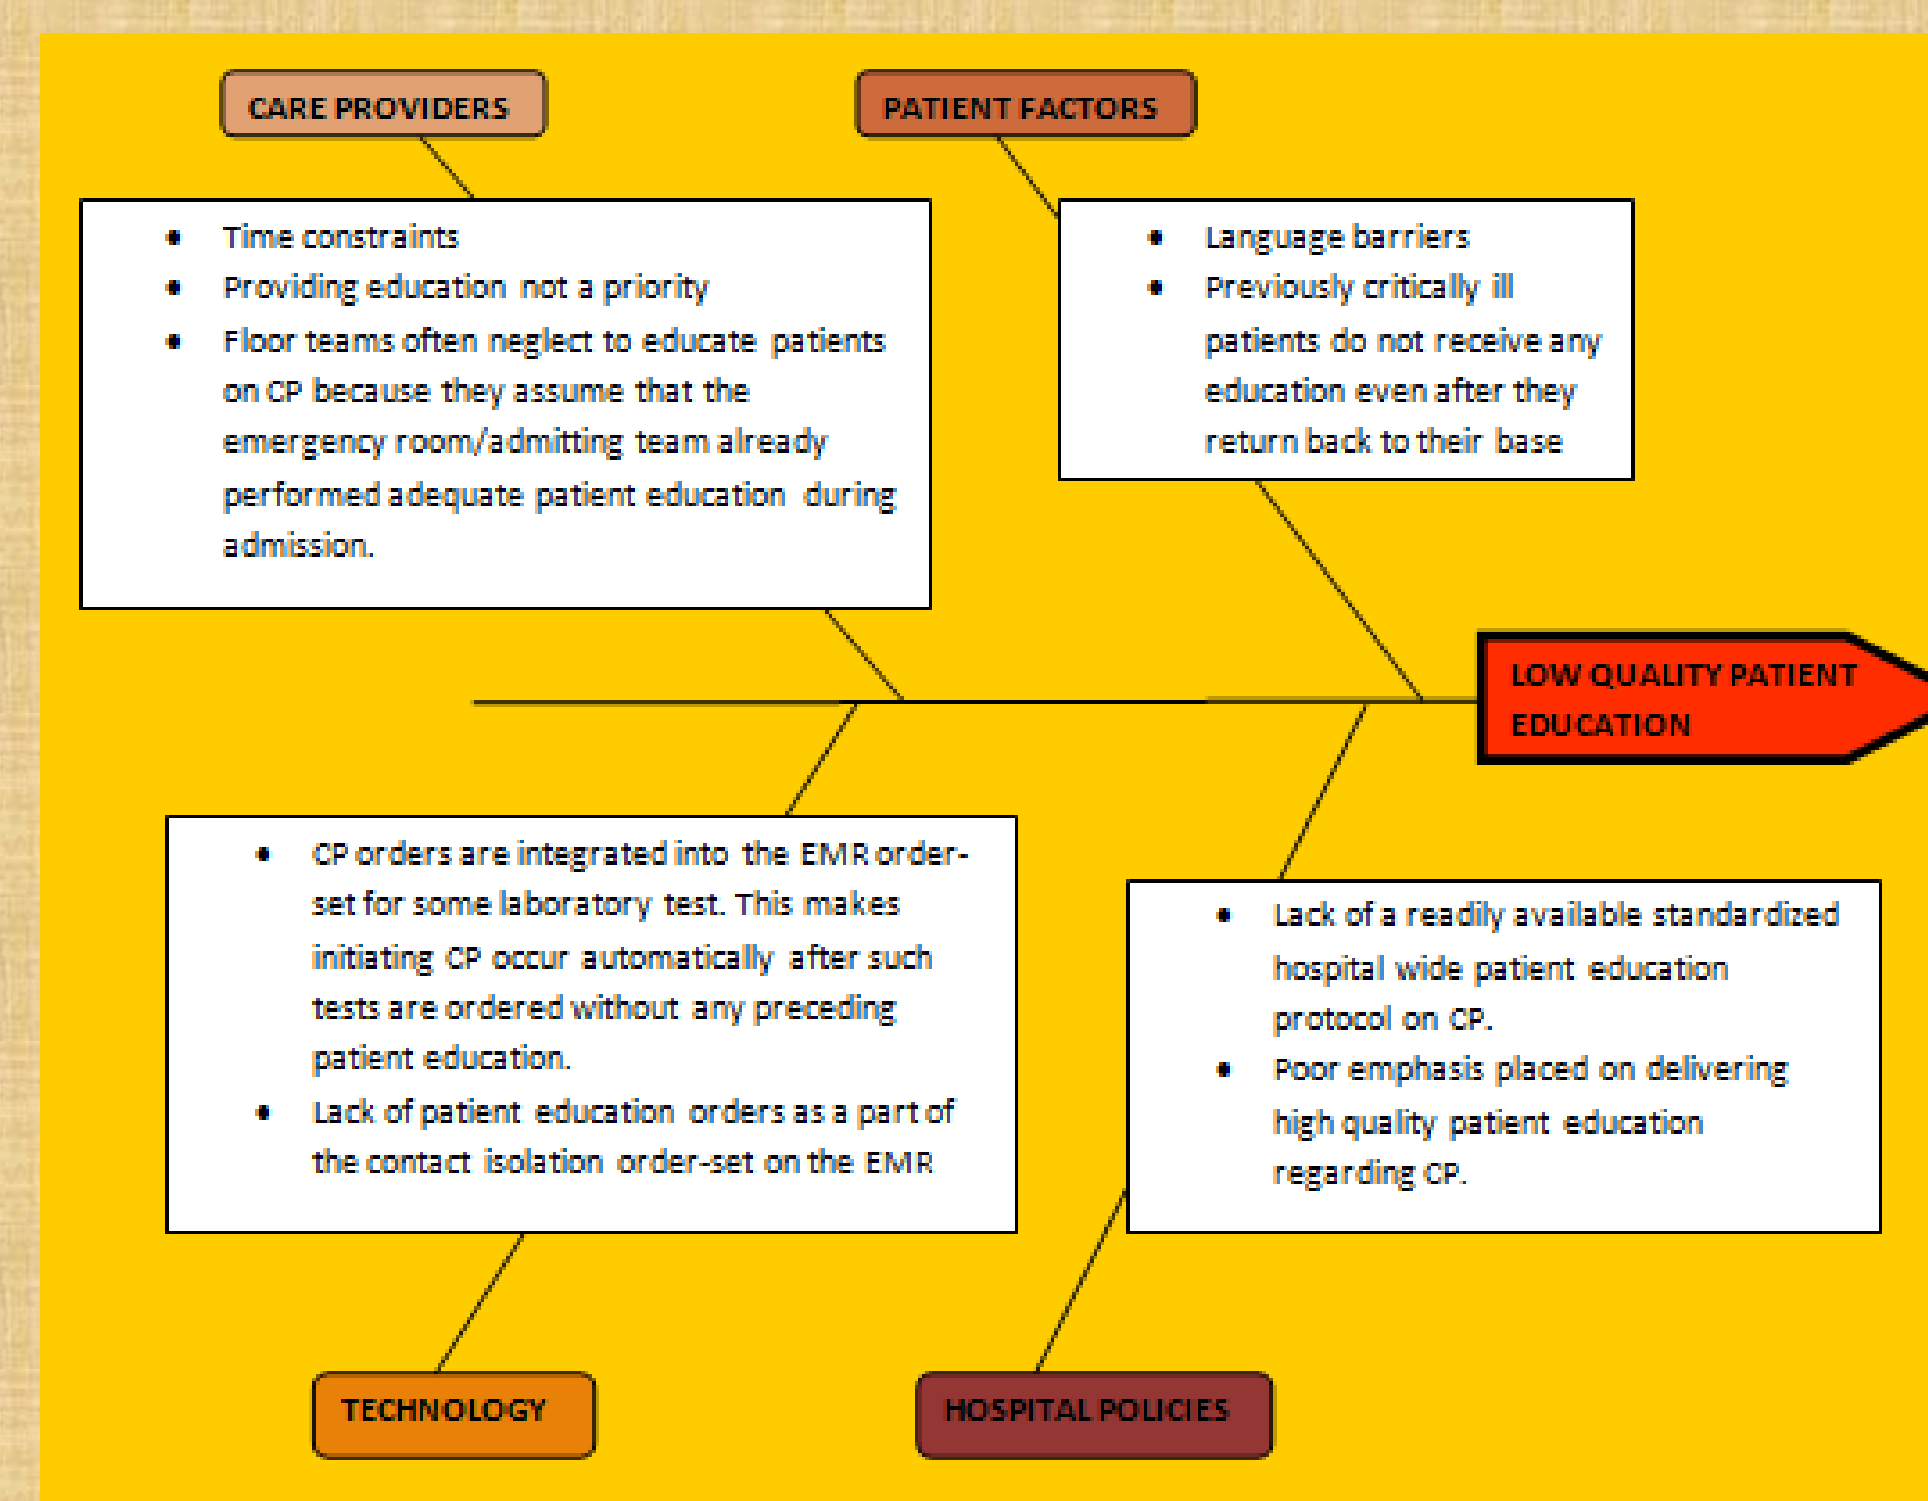 CARE PROVIDERS
• Time constraints
• Providing education not a priority
• Floor teams often neglect to educate patients
on CP because they assume that the
emergency room/admitting team already
performed adequate patient education during
admission.
PATIENT FACTORS
• Language barriers
• Previously critically ill
patients do not receive any
education even after they
return back to their base
LOW QUALITY PATIENT
EDUCATION
• CP orders are integrated into the EMR order-
set for some laboratory test. This makes
initiating CP occur automatically after such
tests are ordered without any preceding
patient education.
• Lack of patient education orders as a part of
the contact isolation order-set on the EMR
TECHNOLOGY
• Lack of a readily available standardized
hospital wide patient education
protocol on CP.
• Poor emphasis placed on delivering
high quality patient education
regarding CP.
HOSPITAL POLICIES